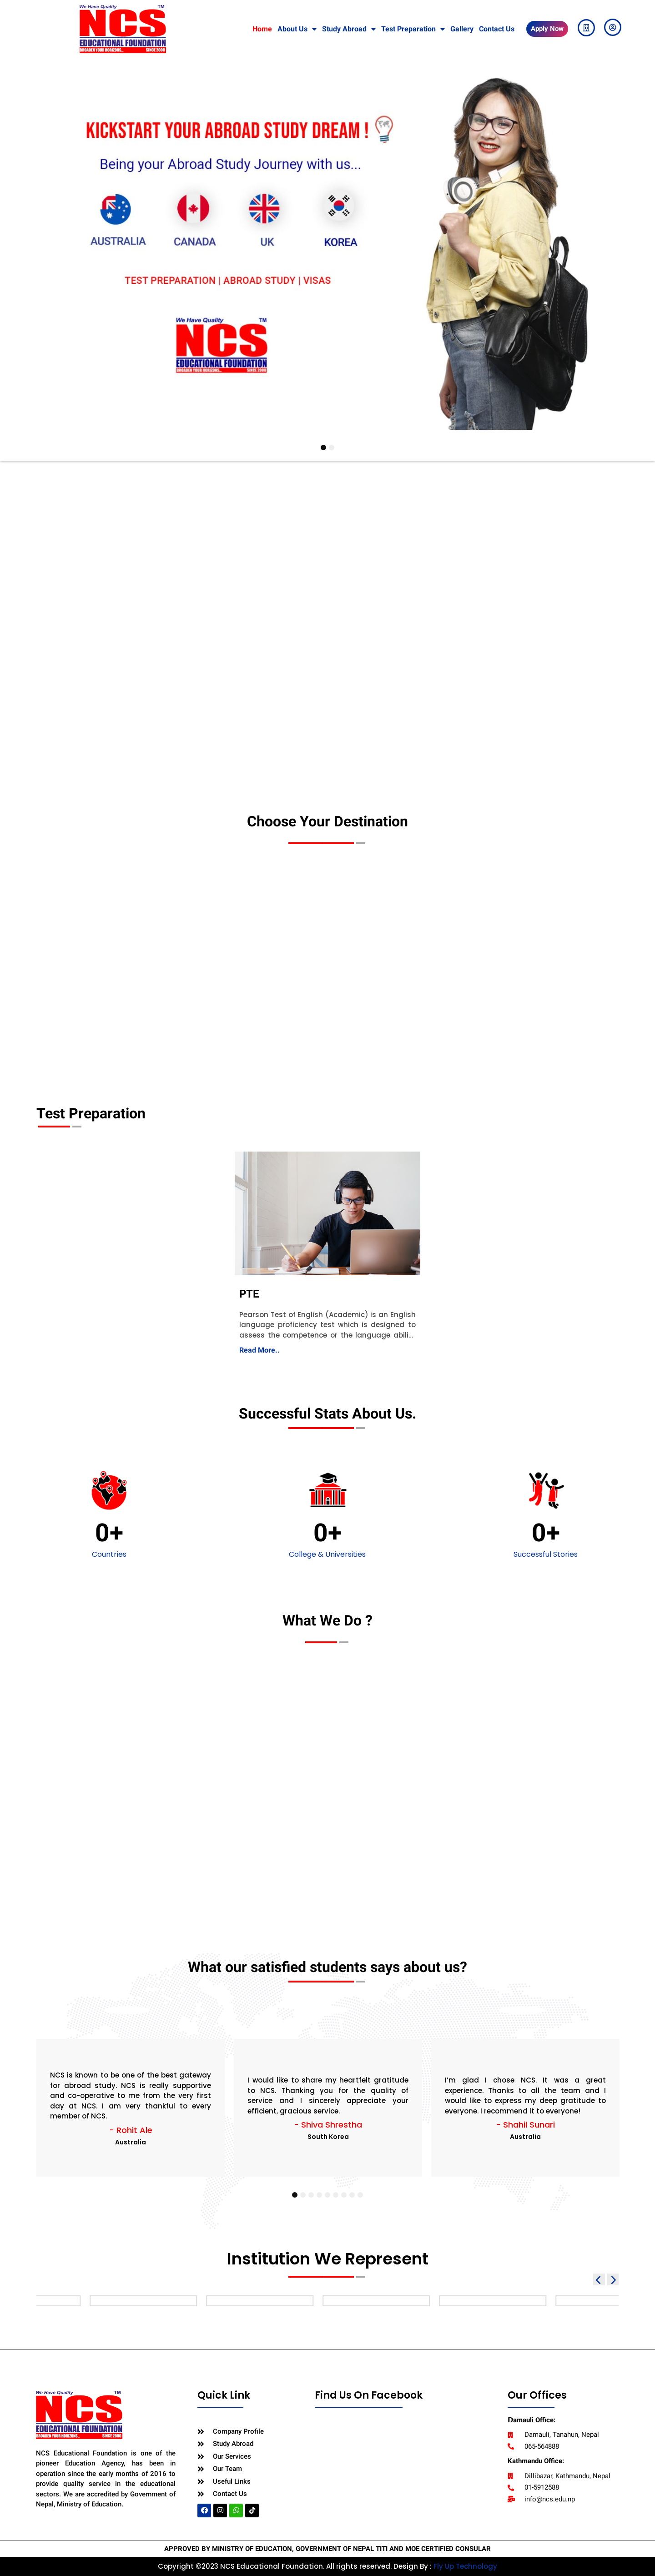 We Have Quality TM
NCS
EDUCATIONAL FOUNDATION
BROADEN YOUR HORIZONS... SINCE 2000
Home About Us Study Abroad Test Preparation Gallery Contact Us Apply Now
KICKSTART YOUR ABROAD STUDY DREAM !
Being your Abroad Study Journey with us...
AUSTRALIA CANADA UK KOREA
TEST PREPARATION | ABROAD STUDY | VISAS
We Have Quality TM
NCS
EDUCATIONAL FOUNDATION
BROADEN YOUR HORIZONS... SINCE 2000
Choose Your Destination
Test Preparation
PTE
Pearson Test of English (Academic) is an English
language proficiency test which is designed to
assess the competence or the language abili...
Read More..
Successful Stats About Us.
0+ 0+ 0+
Countries College & Universities Successful Stories
What We Do ?
What our satisfied students says about us?
NCS is known to be one of the best gateway
for abroad study. NCS is really supportive
and co-operative to me from the very first
day at NCS. I am very thankful to every
member of NCS.
- Rohit Ale
Australia
I would like to share my heartfelt gratitude
to NCS. Thanking you for the quality of
service and I sincerely appreciate your
efficient, gracious service.
- Shiva Shrestha
South Korea
I'm glad I chose NCS. It was a great
experience. Thanks to all the team and I
would like to express my deep gratitude to
everyone. I recommend it to everyone!
- Shahil Sunari
Australia
Institution We Represent
We Have Quality TM
NCS
EDUCATIONAL FOUNDATION
BROADEN YOUR HORIZONS... SINCE 2000
NCS Educational Foundation is one of the
pioneer Education Agency, has been in
operation since the early months of 2016 to
provide quality service in the educational
sectors. We are accredited by Government of
Nepal, Ministry of Education.
Quick Link
Company Profile
Study Abroad
Our Services
Our Team
Useful Links
Contact Us
Find Us On Facebook
Our Offices
Damauli Office:
Damauli, Tanahun, Nepal
065-564888
Kathmandu Office:
Dillibazar, Kathmandu, Nepal
01-5912588
info@ncs.edu.np
APPROVED BY MINISTRY OF EDUCATION, GOVERNMENT OF NEPAL TITI AND MOE CERTIFIED CONSULAR
Copyright ©2023 NCS Educational Foundation. All rights reserved. Design By : Fly Up Technology